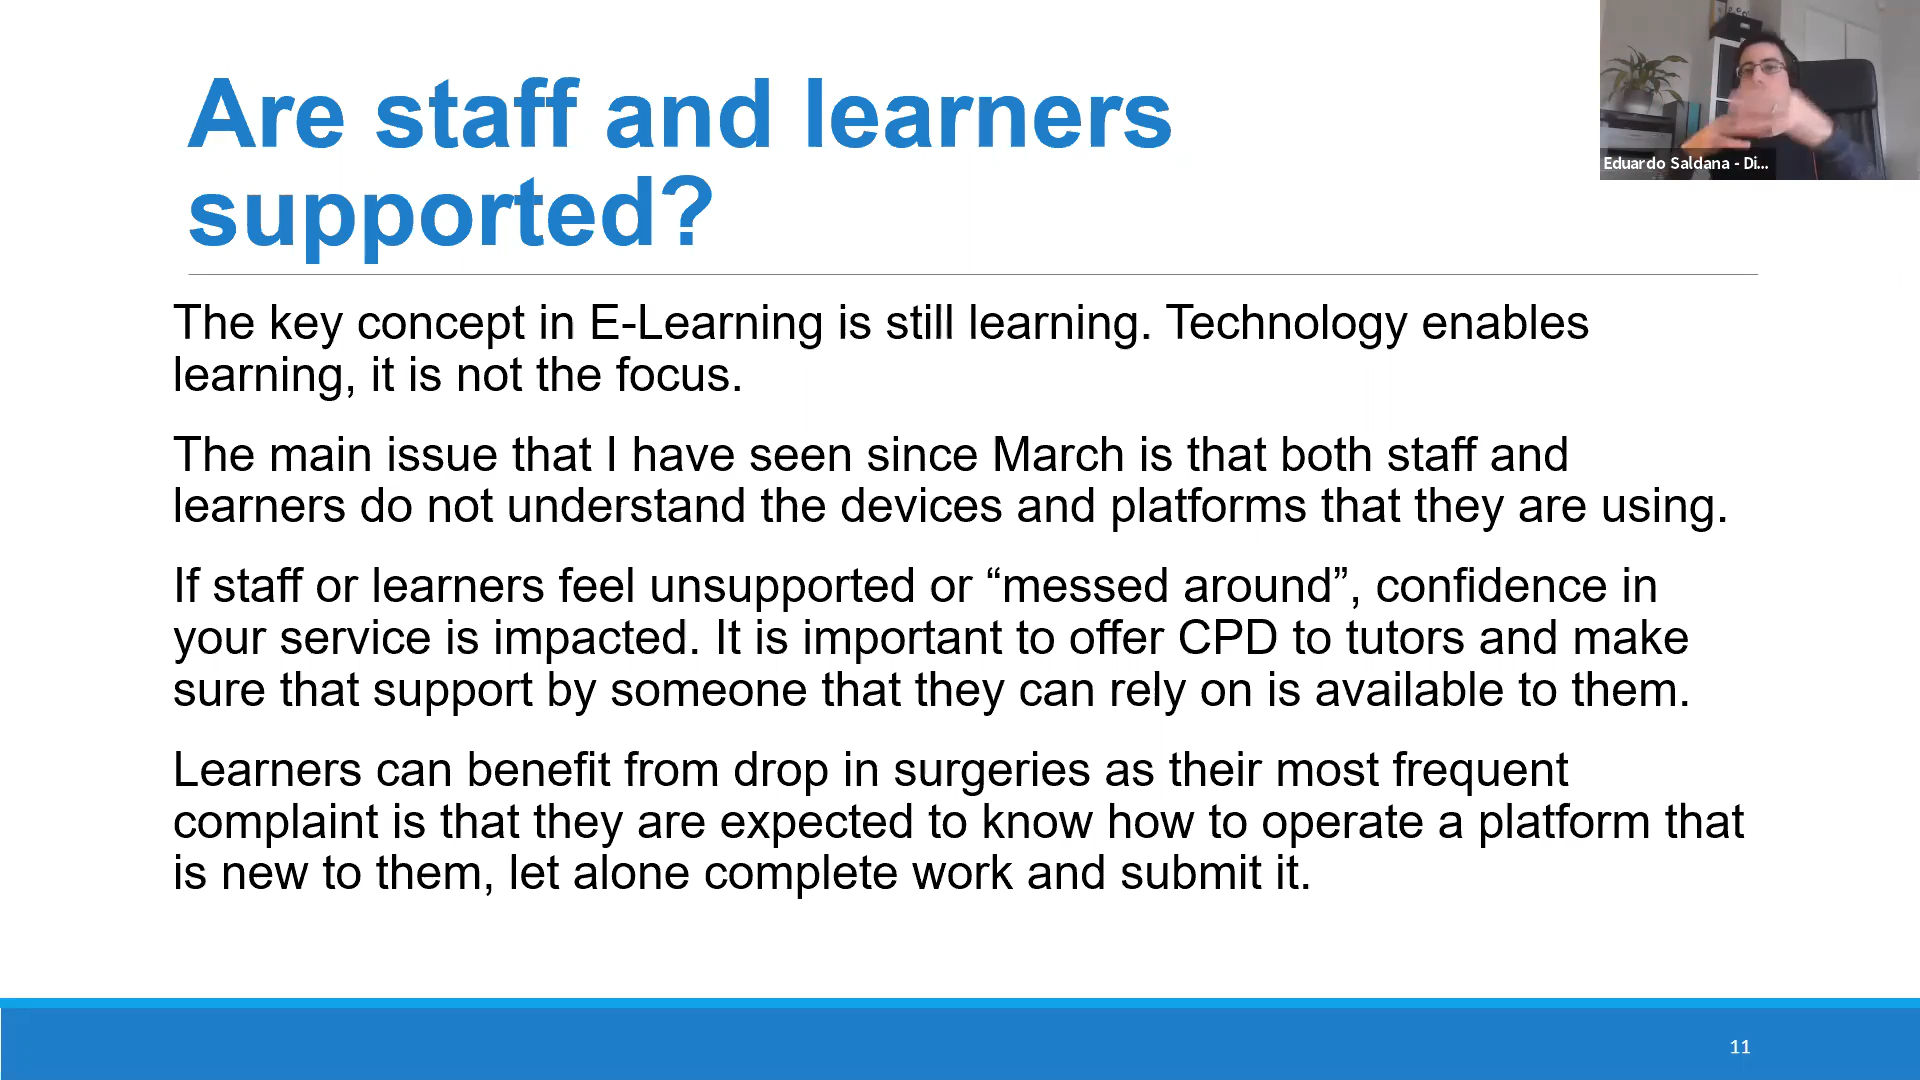 Are staff and learners
supported?
Eduardo Saldana - Di...
The key concept in E-Learning is still learning. Technology enables
learning, it is not the focus.
The main issue that I have seen since March is that both staff and
learners do not understand the devices and platforms that they are using.
If staff or learners feel unsupported or “messed around”, confidence in
your service is impacted. It is important to offer CPD to tutors and make
sure that support by someone that they can rely on is available to them.
Learners can benefit from drop in surgeries as their most frequent
complaint is that they are expected to know how to operate a platform that
is new to them, let alone complete work and submit it.
11